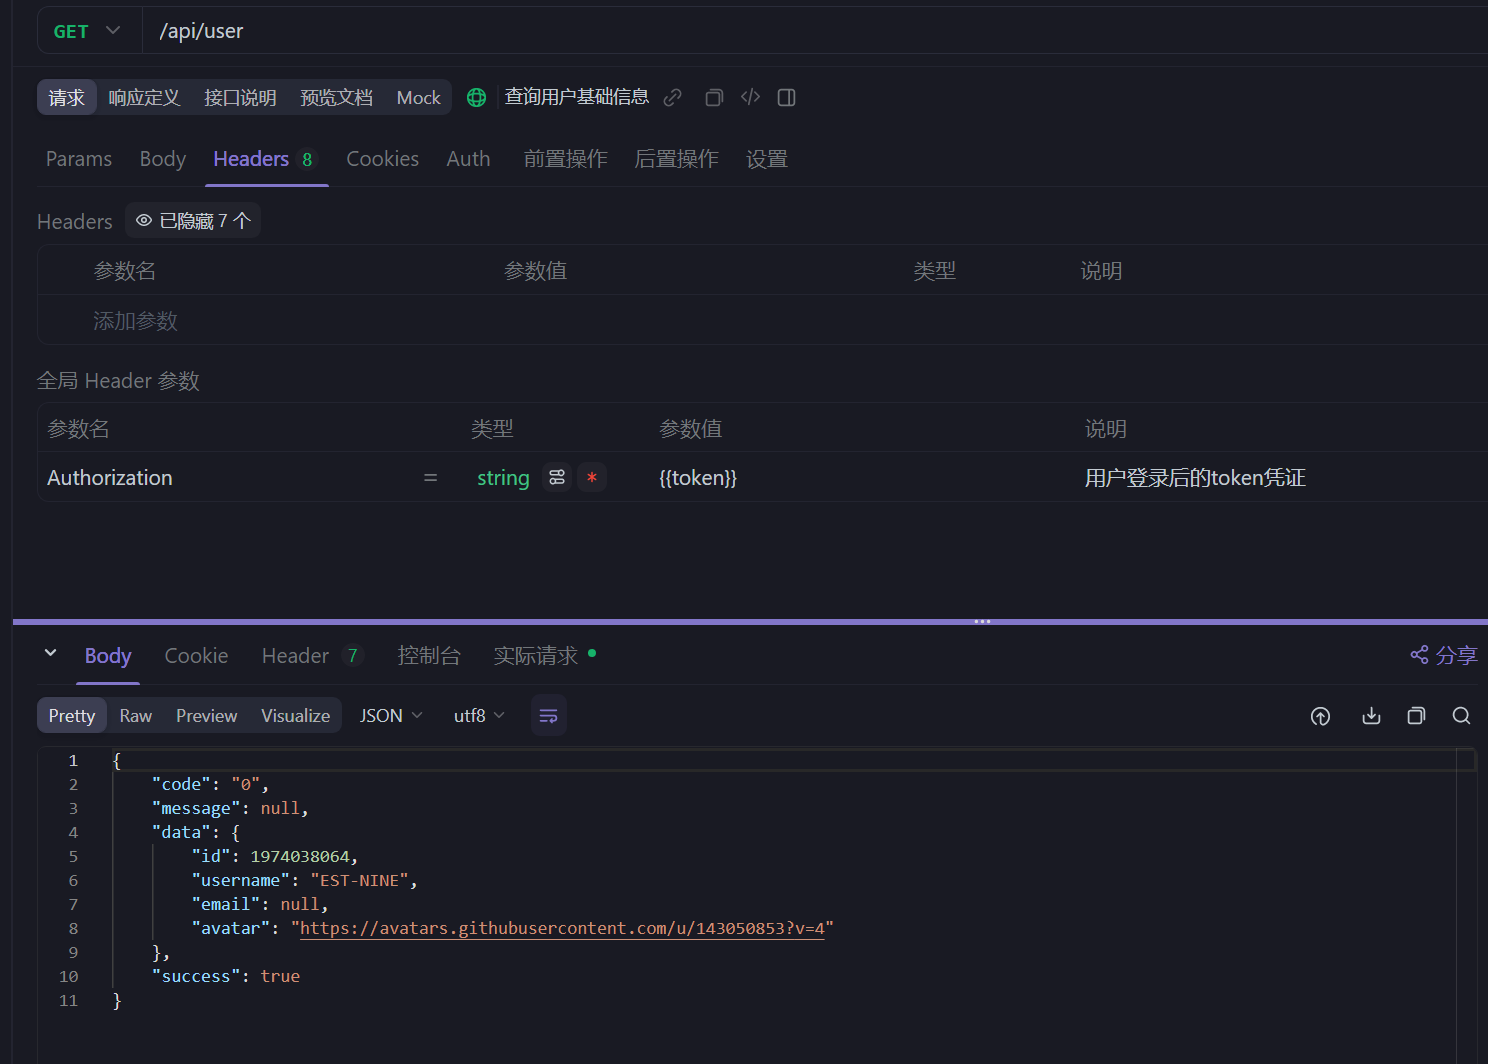 GET /api/user
请求 响应定义 接口说明 预览文档 Mock 查询用户基础信息
Params Body Headers 8 Cookies Auth 前置操作 后置操作 设置
Headers 已隐藏 7 个
参数名 参数值 类型 说明
添加参数
全局 Header 参数
参数名 类型 参数值 说明
Authorization = string * {{token}} 用户登录后的token凭证
Body Cookie Header 7 控制台 实际请求 分享
Pretty Raw Preview Visualize JSON utf8
1 {
2 "code": "0",
3 "message": null,
4 "data": {
5 "id": 1974038064,
6 "username": "EST-NINE",
7 "email": null,
8 "avatar": "https://avatars.githubusercontent.com/u/143050853?v=4"
9 },
10 "success": true
11 }